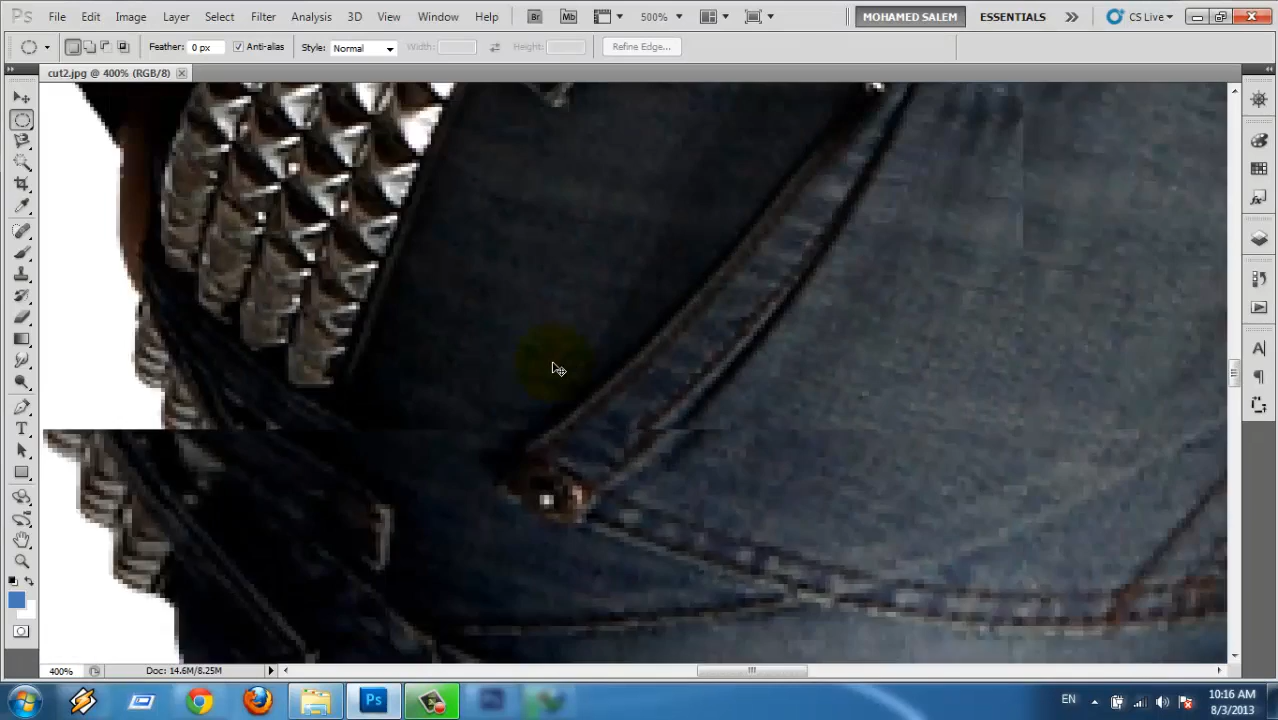 Ps File Edit Image Layer Select Filter Analysis 3D View Window Help Br Mb 500% MOHAMED SALEM ESSENTIALS CS Live
Feather: 0 px Anti-alias Style: Normal Width: Height: Refine Edge...
cut2.jpg @ 400% (RGB/8)
A
T
400% Doc: 14.6M/8.25M
Ps EN 10:16 AM
8/3/2013